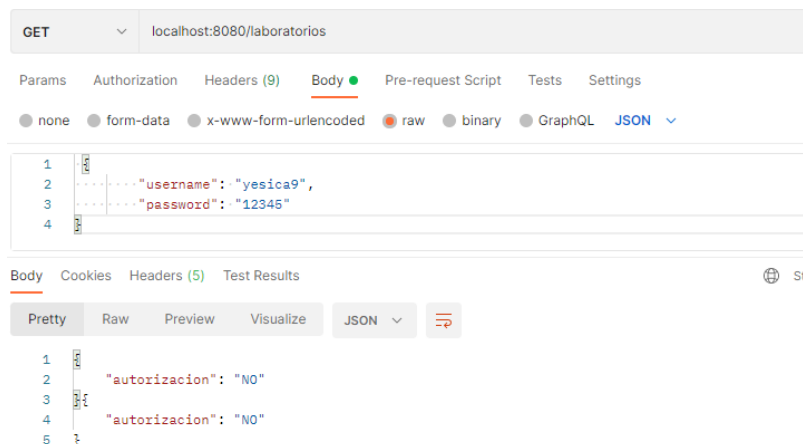 GET localhost:8080/laboratorios
Params Authorization Headers (9) Body Pre-request Script Tests Settings
none form-data x-www-form-urlencoded raw binary GraphQL JSON
1 {
2 "username": "yesica9",
3 "password": "12345"
4 }
Body Cookies Headers (5) Test Results
Pretty Raw Preview Visualize JSON
1 {
2 "autorizacion": "NO"
3 }{
4 "autorizacion": "NO"
5 }